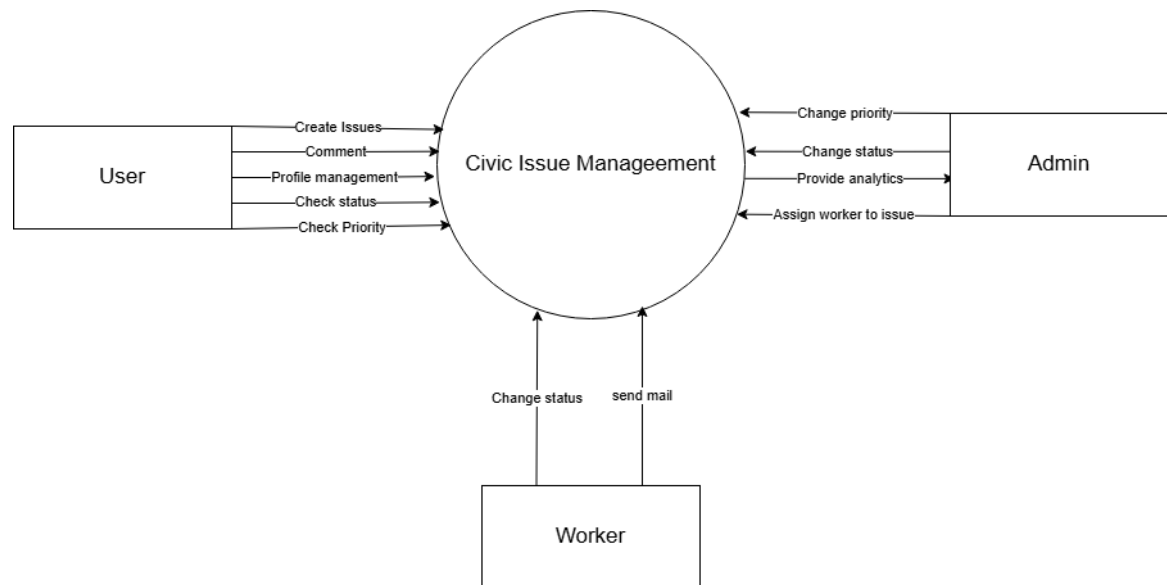 User
Create Issues
Comment
Profile management
Check status
Check Priority
Civic Issue Manageement
Change priority
Change status
Provide analytics
Assign worker to issue
Admin
Change status
send mail
Worker